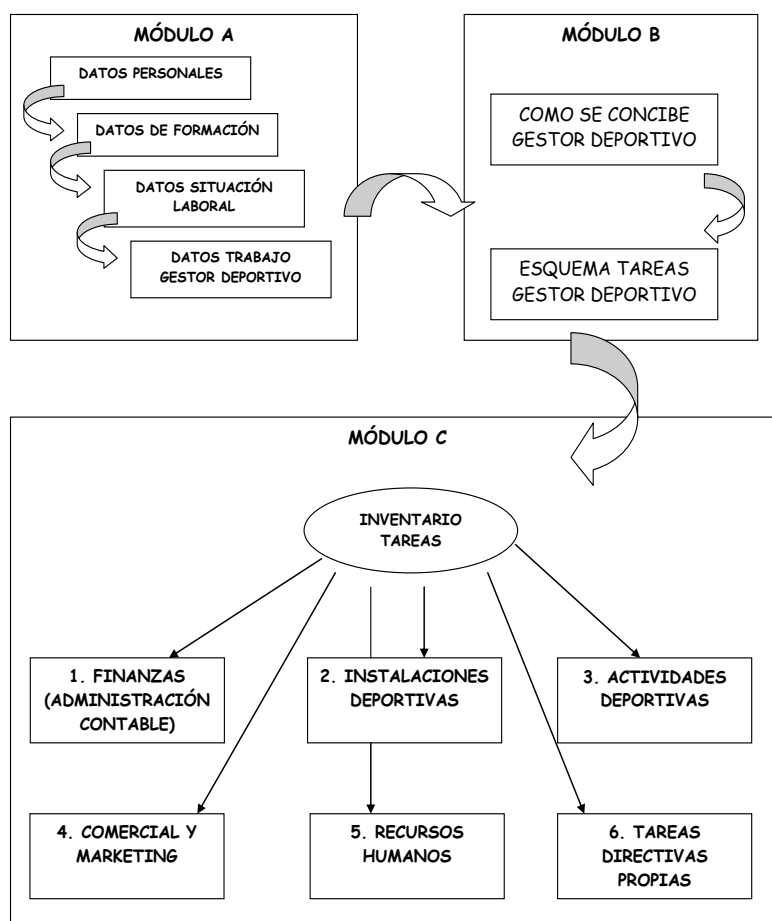 MÓDULO A
DATOS PERSONALES
DATOS DE FORMACIÓN
DATOS SITUACIÓN
LABORAL
DATOS TRABAJO
GESTOR DEPORTIVO
MÓDULO B
COMO SE CONCIBE
GESTOR DEPORTIVO
ESQUEMA TAREAS
GESTOR DEPORTIVO
MÓDULO C
INVENTARIO
TAREAS
1. FINANZAS
(ADMINISTRACIÓN
CONTABLE)
2. INSTALACIONES
DEPORTIVAS
3. ACTIVIDADES
DEPORTIVAS
4. COMERCIAL Y
MARKETING
5. RECURSOS
HUMANOS
6. TAREAS
DIRECTIVAS
PROPIAS